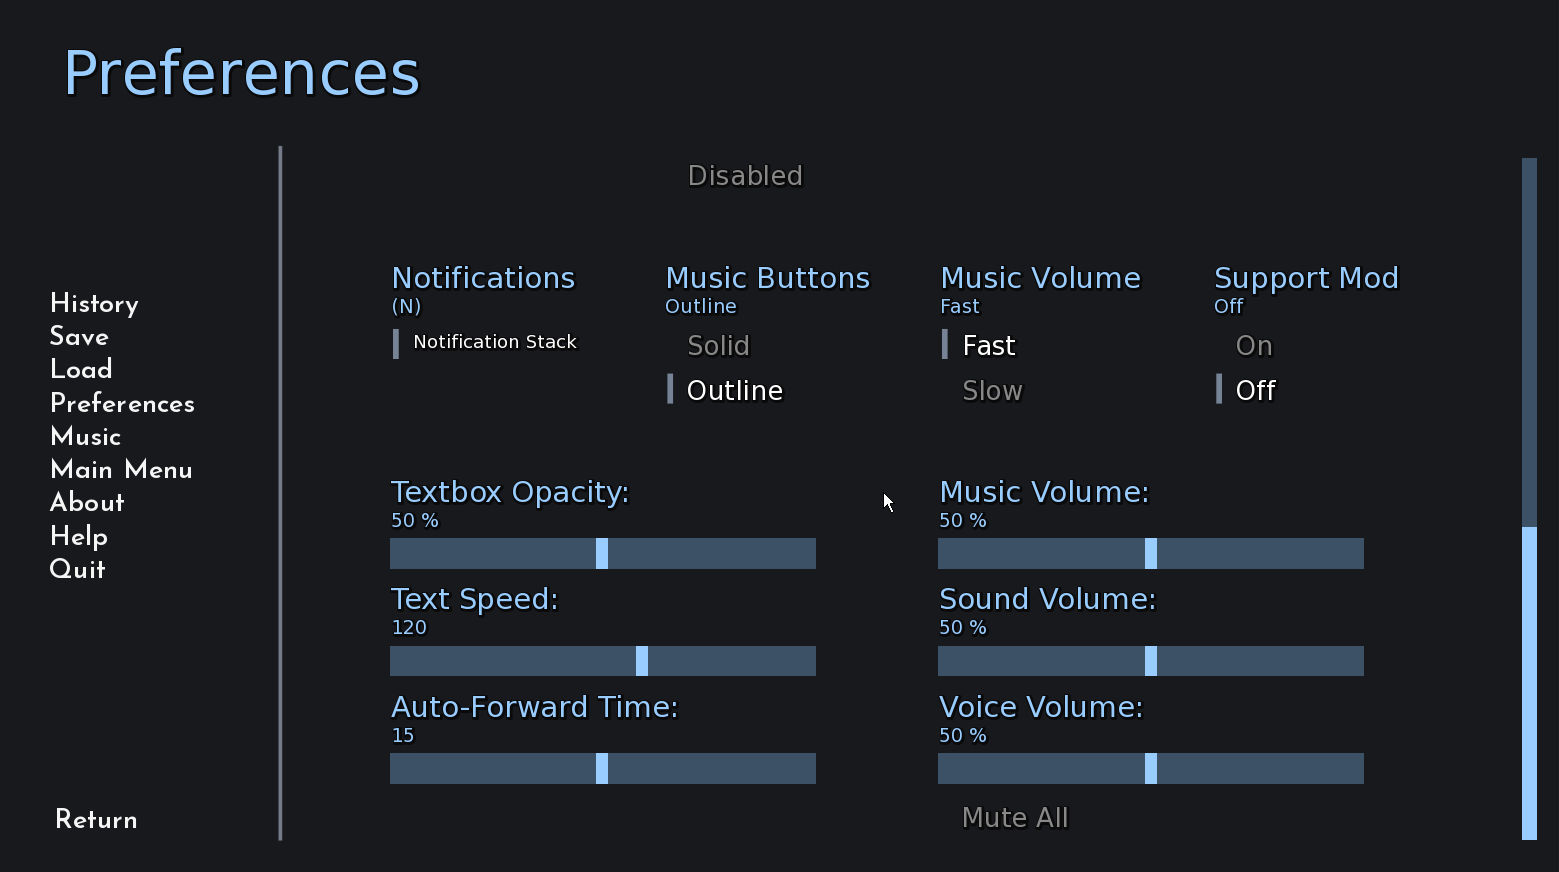 Preferences
Disabled
History
Save
Load
Preferences
Music
Main Menu
About
Help
Quit
Return
Notifications
(N)
Notification Stack
Music Buttons
Outline
Solid
Outline
Music Volume
Fast
Fast
Slow
Support Mod
Off
On
Off
Textbox Opacity:
50 %
Text Speed:
120
Auto-Forward Time:
15
Music Volume:
50 %
Sound Volume:
50 %
Voice Volume:
50 %
Mute All